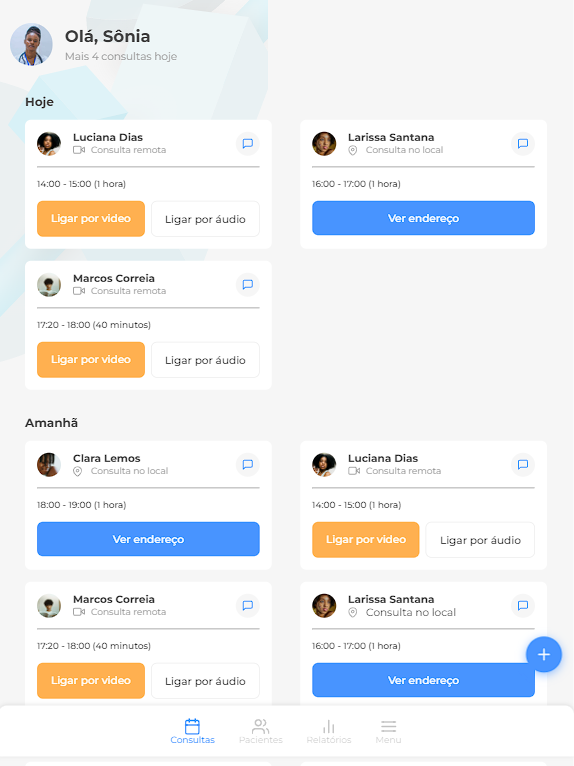 Olá, Sônia
Mais 4 consultas hoje
Hoje
Luciana Dias
Consulta remota
14:00 - 15:00 (1 hora)
Ligar por video
Ligar por áudio
Larissa Santana
Consulta no local
16:00 - 17:00 (1 hora)
Ver endereço
Marcos Correia
Consulta remota
17:20 - 18:00 (40 minutos)
Ligar por video
Ligar por áudio
Amanhã
Clara Lemos
Consulta no local
18:00 - 19:00 (1 hora)
Ver endereço
Luciana Dias
Consulta remota
14:00 - 15:00 (1 hora)
Ligar por video
Ligar por áudio
Marcos Correia
Consulta remota
17:20 - 18:00 (40 minutos)
Ligar por video
Ligar por áudio
Larissa Santana
Consulta no local
16:00 - 17:00 (1 hora)
Ver endereço
Consultas
Pacientes
Relatórios
Menu